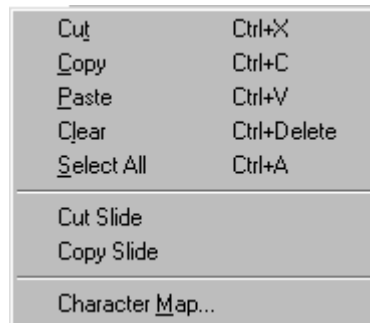 Cut Ctrl+X
Copy Ctrl+C
Paste Ctrl+V
Clear Ctrl+Delete
Select All Ctrl+A
Cut Slide
Copy Slide
Character Map...